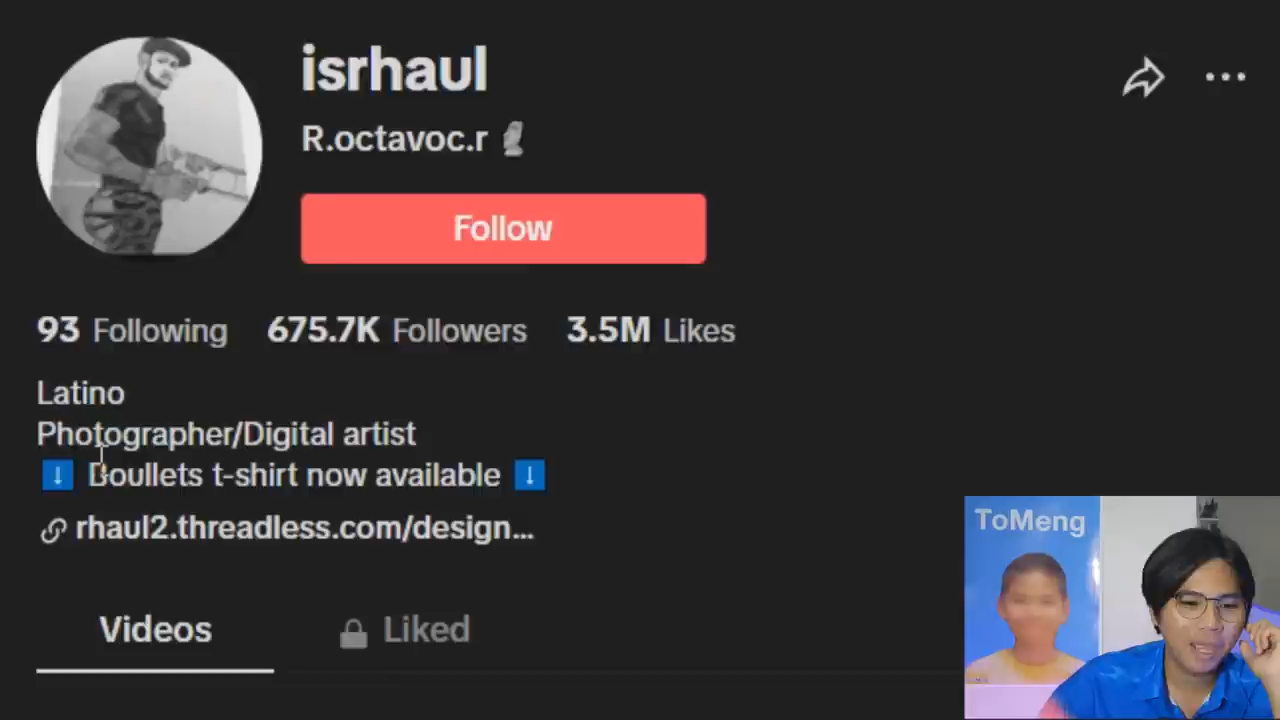 isrhaul
R.octavoc.r 🗿
Follow
93 Following 675.7K Followers 3.5M Likes
Latino
Photographer/Digital artist
⬇️ Boullets t-shirt now available ⬇️
rhaul2.threadless.com/design...
Videos Liked
ToMeng